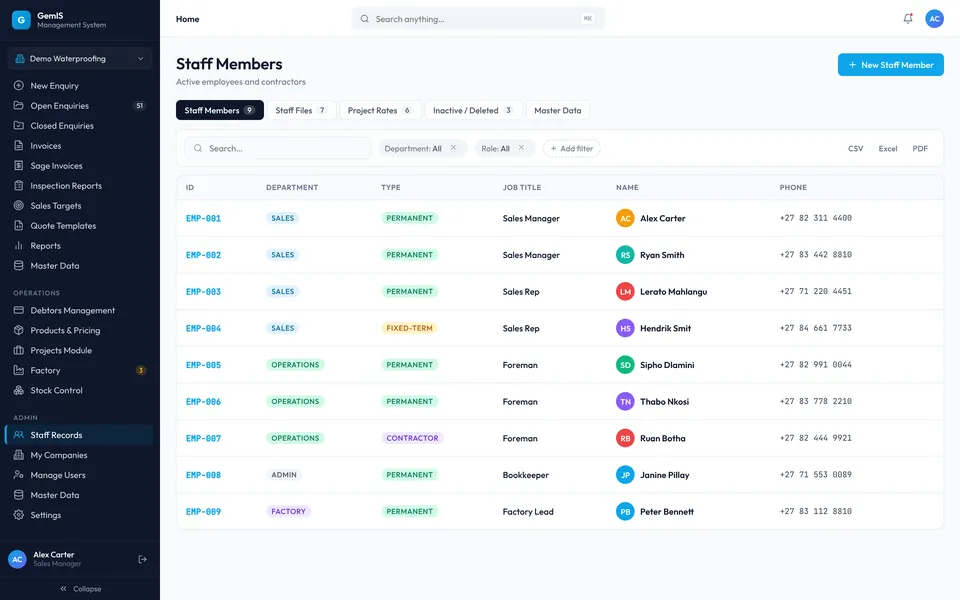 G
GemIS
Management System
Demo Waterproofing
New Enquiry
Open Enquiries 51
Closed Enquiries
Invoices
Sage Invoices
Inspection Reports
Sales Targets
Quote Templates
Reports
Master Data
OPERATIONS
Debtors Management
Products & Pricing
Projects Module
Factory 3
Stock Control
ADMIN
Staff Records
My Companies
Manage Users
Master Data
Settings
AC
Alex Carter
Sales Manager
Collapse
Home
Search anything...
⌘K
AC
Staff Members
Active employees and contractors
+ New Staff Member
Staff Members 9 Staff Files 7 Project Rates 6 Inactive / Deleted 3 Master Data
Search... Department: All × Role: All × + Add filter CSV Excel PDF
ID DEPARTMENT TYPE JOB TITLE NAME PHONE
EMP-001 SALES PERMANENT Sales Manager AC Alex Carter +27 82 311 4400
EMP-002 SALES PERMANENT Sales Manager RS Ryan Smith +27 83 442 8810
EMP-003 SALES PERMANENT Sales Rep LM Lerato Mahlangu +27 71 220 4451
EMP-004 SALES FIXED-TERM Sales Rep HS Hendrik Smit +27 84 661 7733
EMP-005 OPERATIONS PERMANENT Foreman SD Sipho Dlamini +27 82 991 0044
EMP-006 OPERATIONS PERMANENT Foreman TN Thabo Nkosi +27 83 778 2210
EMP-007 OPERATIONS CONTRACTOR Foreman RB Ruan Botha +27 82 444 9921
EMP-008 ADMIN PERMANENT Bookkeeper JP Janine Pillay +27 71 553 0089
EMP-009 FACTORY PERMANENT Factory Lead PB Peter Bennett +27 83 112 8810